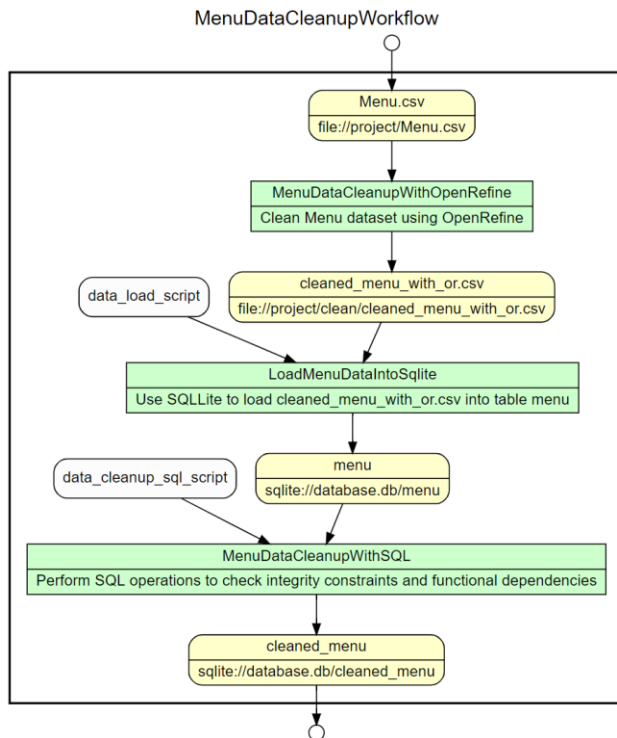 MenuDataCleanupWorkflow
Menu.csv
file://project/Menu.csv
MenuDataCleanupWithOpenRefine
Clean Menu dataset using OpenRefine
cleaned_menu_with_or.csv
file://project/clean/cleaned_menu_with_or.csv
data_load_script
LoadMenuDataIntoSqlite
Use SQLLite to load cleaned_menu_with_or.csv into table menu
menu
sqlite://database.db/menu
data_cleanup_sql_script
MenuDataCleanupWithSQL
Perform SQL operations to check integrity constraints and functional dependencies
cleaned_menu
sqlite://database.db/cleaned_menu